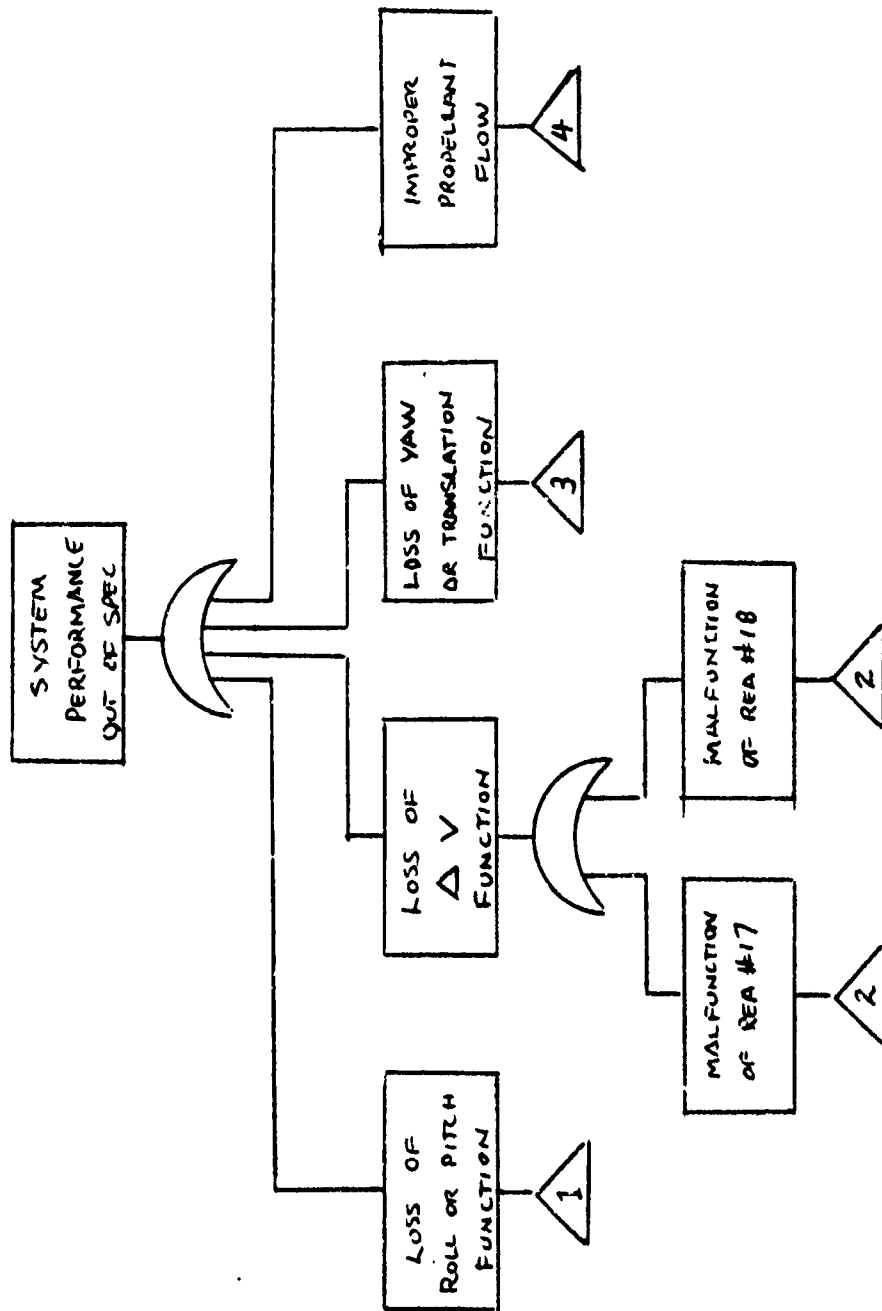 SYSTEM
PERFORMANCE
OUT OF SPEC
LOSS OF
ROLL OR PITCH
FUNCTION
1
LOSS OF
Δ V
FUNCTION
LOSS OF YAW
OR TRANSLATION
FUNCTION
3
IMPROPER
PROPELLANT
FLOW
4
MALFUNCTION
OF REA #17
2
MALFUNCTION
OF REA #18
2